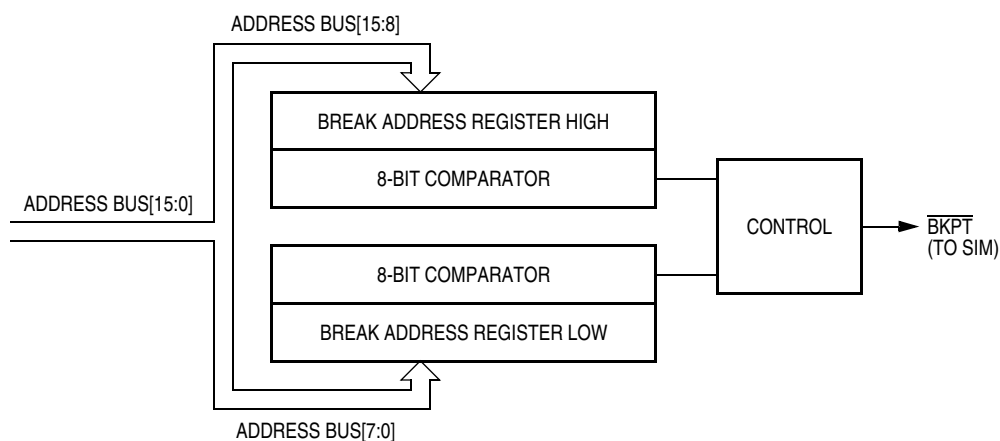 ADDRESS BUS[15:8]
BREAK ADDRESS REGISTER HIGH
8-BIT COMPARATOR
ADDRESS BUS[15:0]
CONTROL
BKPT
(TO SIM)
8-BIT COMPARATOR
BREAK ADDRESS REGISTER LOW
ADDRESS BUS[7:0]